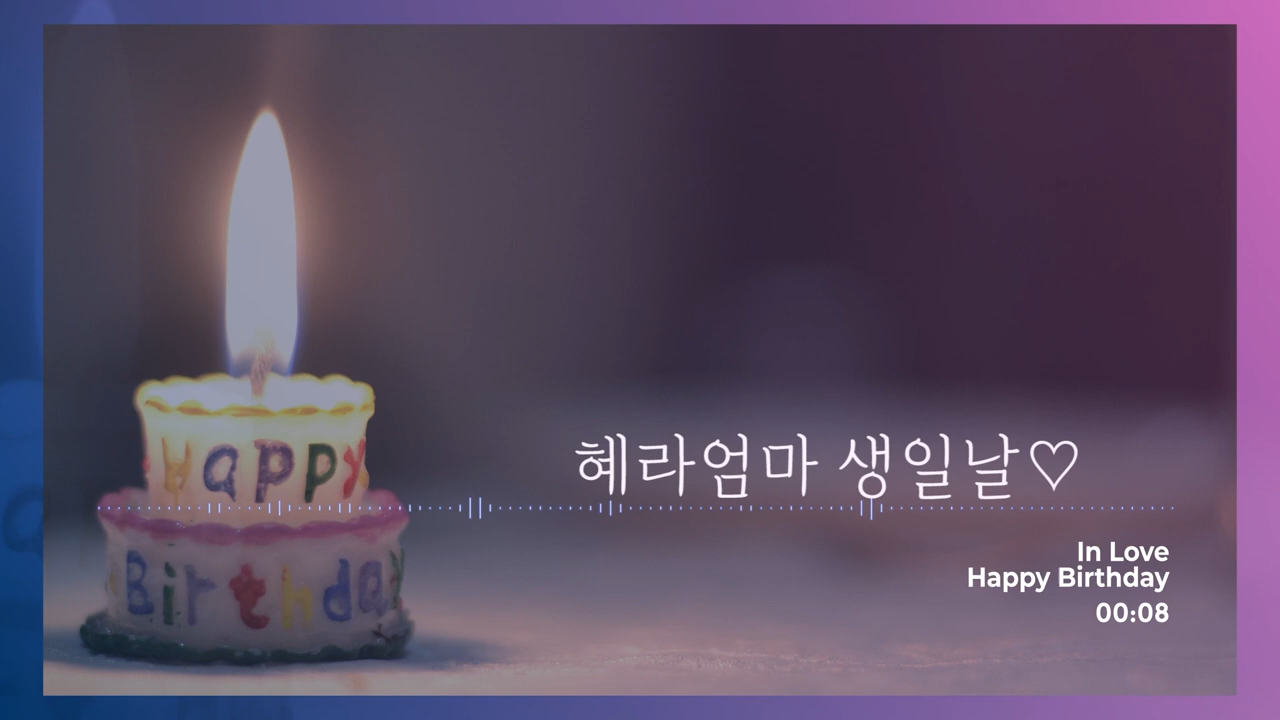 Happy
Birthday
혜라엄마 생일날♡
In Love
Happy Birthday
00:08